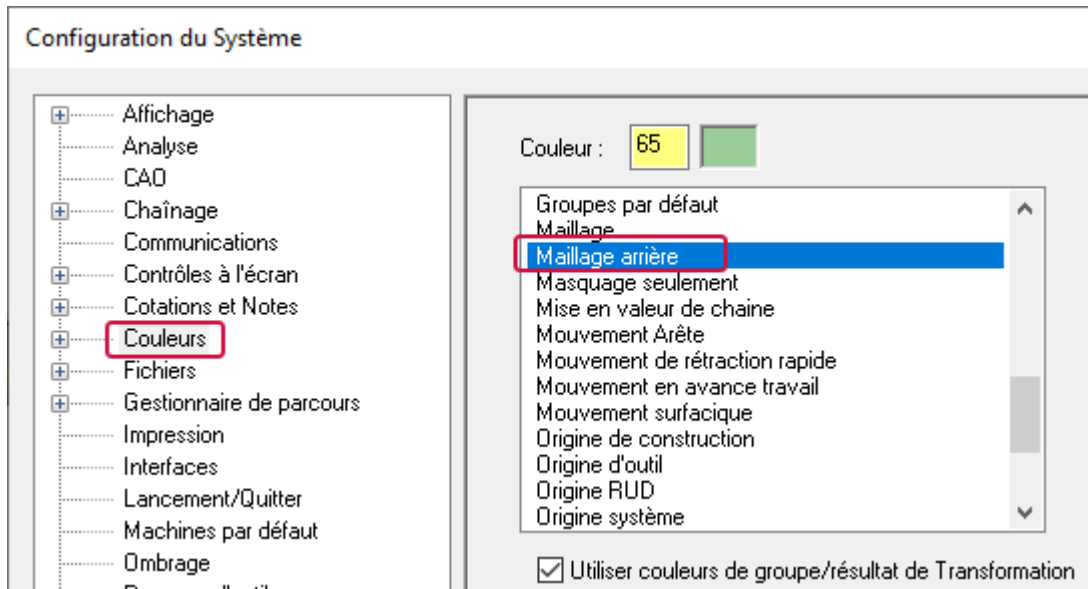 Configuration du Système
Affichage
Analyse
CAO
Chaînage
Communications
Contrôles à l'écran
Cotations et Notes
Couleurs
Fichiers
Gestionnaire de parcours
Impression
Interfaces
Lancement/Quitter
Machines par défaut
Ombrage
Couleur : 65
Groupes par défaut
Maillage
Maillage arrière
Masquage seulement
Mise en valeur de chaine
Mouvement Arête
Mouvement de rétraction rapide
Mouvement en avance travail
Mouvement surfacique
Origine de construction
Origine d'outil
Origine RUD
Origine système
Utiliser couleurs de groupe/résultat de Transformation